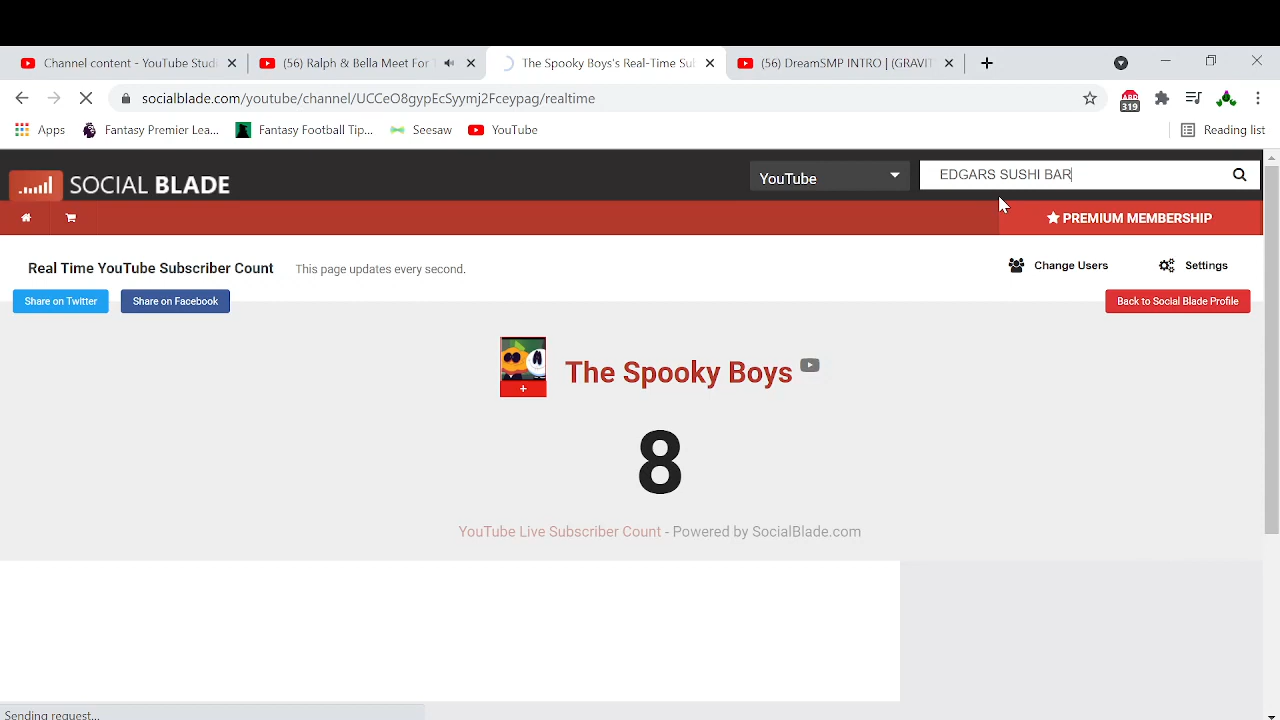 Channel content - YouTube Studi
(56) Ralph & Bella Meet For
The Spooky Boys's Real-Time Sub
(56) DreamSMP INTRO | (GRAVIT
socialblade.com/youtube/channel/UCCeO8gypEcSyymj2Fceypag/realtime
ABD
319
Apps
Fantasy Premier Lea...
Fantasy Football Tip...
Seesaw
YouTube
Reading list
SOCIAL BLADE
YouTube
EDGARS SUSHI BAR
PREMIUM MEMBERSHIP
Real Time YouTube Subscriber Count
This page updates every second.
Change Users
Settings
Share on Twitter
Share on Facebook
Back to Social Blade Profile
+
The Spooky Boys
8
YouTube Live Subscriber Count - Powered by SocialBlade.com
Sending request...